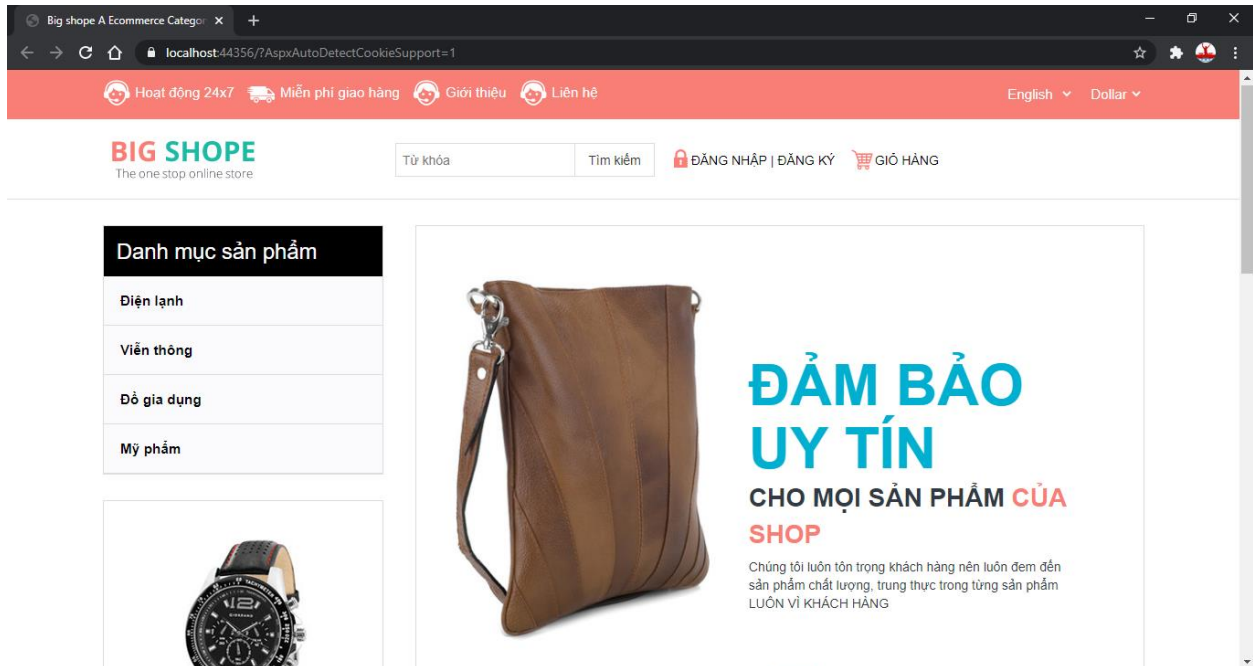 Big shope A Ecommerce Categor
localhost:44356/?AspxAutoDetectCookieSupport=1
Hoạt động 24x7 Miễn phí giao hàng Giới thiệu Liên hệ English Dollar
BIG SHOPE
The one stop online store
Từ khóa Tìm kiếm ĐĂNG NHẬP | ĐĂNG KÝ GIỎ HÀNG
Danh mục sản phẩm
Điện lạnh
Viễn thông
Đồ gia dụng
Mỹ phẩm
ĐẢM BẢO
UY TÍN
CHO MỌI SẢN PHẨM CỦA
SHOP
Chúng tôi luôn tôn trọng khách hàng nên luôn đem đến
sản phẩm chất lượng, trung thực trong từng sản phẩm
LUÔN VÌ KHÁCH HÀNG
TACHYMETER
12
GIORDANO